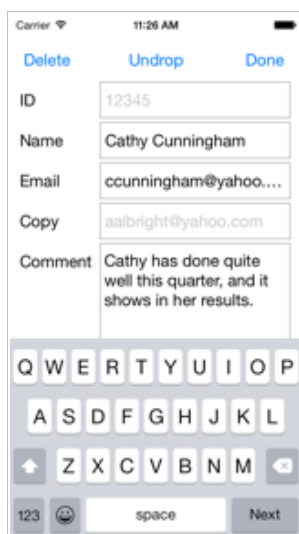 Carrier 11:26 AM
Delete Undrop Done
ID 12345
Name Cathy Cunningham
Email ccunningham@yahoo....
Copy aalbright@yahoo.com
Comment Cathy has done quite
well this quarter, and it
shows in her results.
Q W E R T Y U I O P
A S D F G H J K L
Z X C V B N M
123 space Next